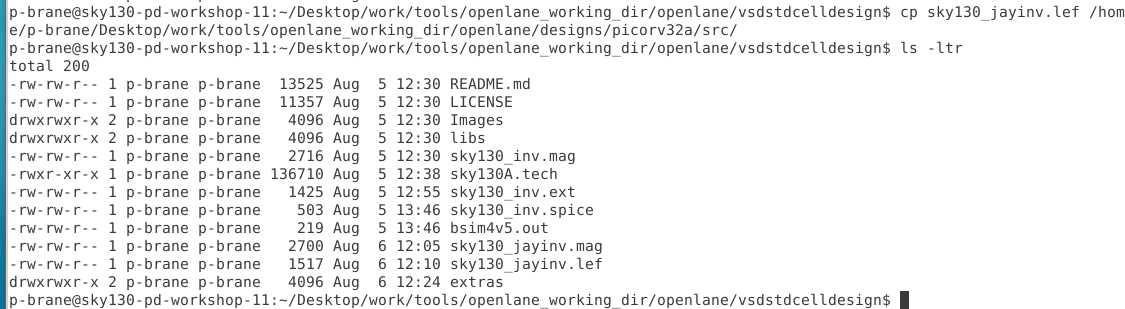 p-brane@sky130-pd-workshop-11:~/Desktop/work/tools/openlane_working_dir/openlane/vsdstdcelldesign$ cp sky130_jayinv.lef /hom
e/p-brane/Desktop/work/tools/openlane_working_dir/openlane/designs/picorv32a/src/
p-brane@sky130-pd-workshop-11:~/Desktop/work/tools/openlane_working_dir/openlane/vsdstdcelldesign$ ls -ltr
total 200
-rw-rw-r-- 1 p-brane p-brane  13525 Aug  5 12:30 README.md
-rw-rw-r-- 1 p-brane p-brane  11357 Aug  5 12:30 LICENSE
drwxrwxr-x 2 p-brane p-brane   4096 Aug  5 12:30 Images
drwxrwxr-x 2 p-brane p-brane   4096 Aug  5 12:30 libs
-rw-rw-r-- 1 p-brane p-brane   2716 Aug  5 12:30 sky130_inv.mag
-rwxr-xr-x 1 p-brane p-brane 136710 Aug  5 12:38 sky130A.tech
-rw-rw-r-- 1 p-brane p-brane   1425 Aug  5 12:55 sky130_inv.ext
-rw-rw-r-- 1 p-brane p-brane    503 Aug  5 13:46 sky130_inv.spice
-rw-rw-r-- 1 p-brane p-brane    219 Aug  5 13:46 bsim4v5.out
-rw-rw-r-- 1 p-brane p-brane   2700 Aug  6 12:05 sky130_jayinv.mag
-rw-rw-r-- 1 p-brane p-brane   1517 Aug  6 12:10 sky130_jayinv.lef
drwxrwxr-x 2 p-brane p-brane   4096 Aug  6 12:24 extras
p-brane@sky130-pd-workshop-11:~/Desktop/work/tools/openlane_working_dir/openlane/vsdstdcelldesign$